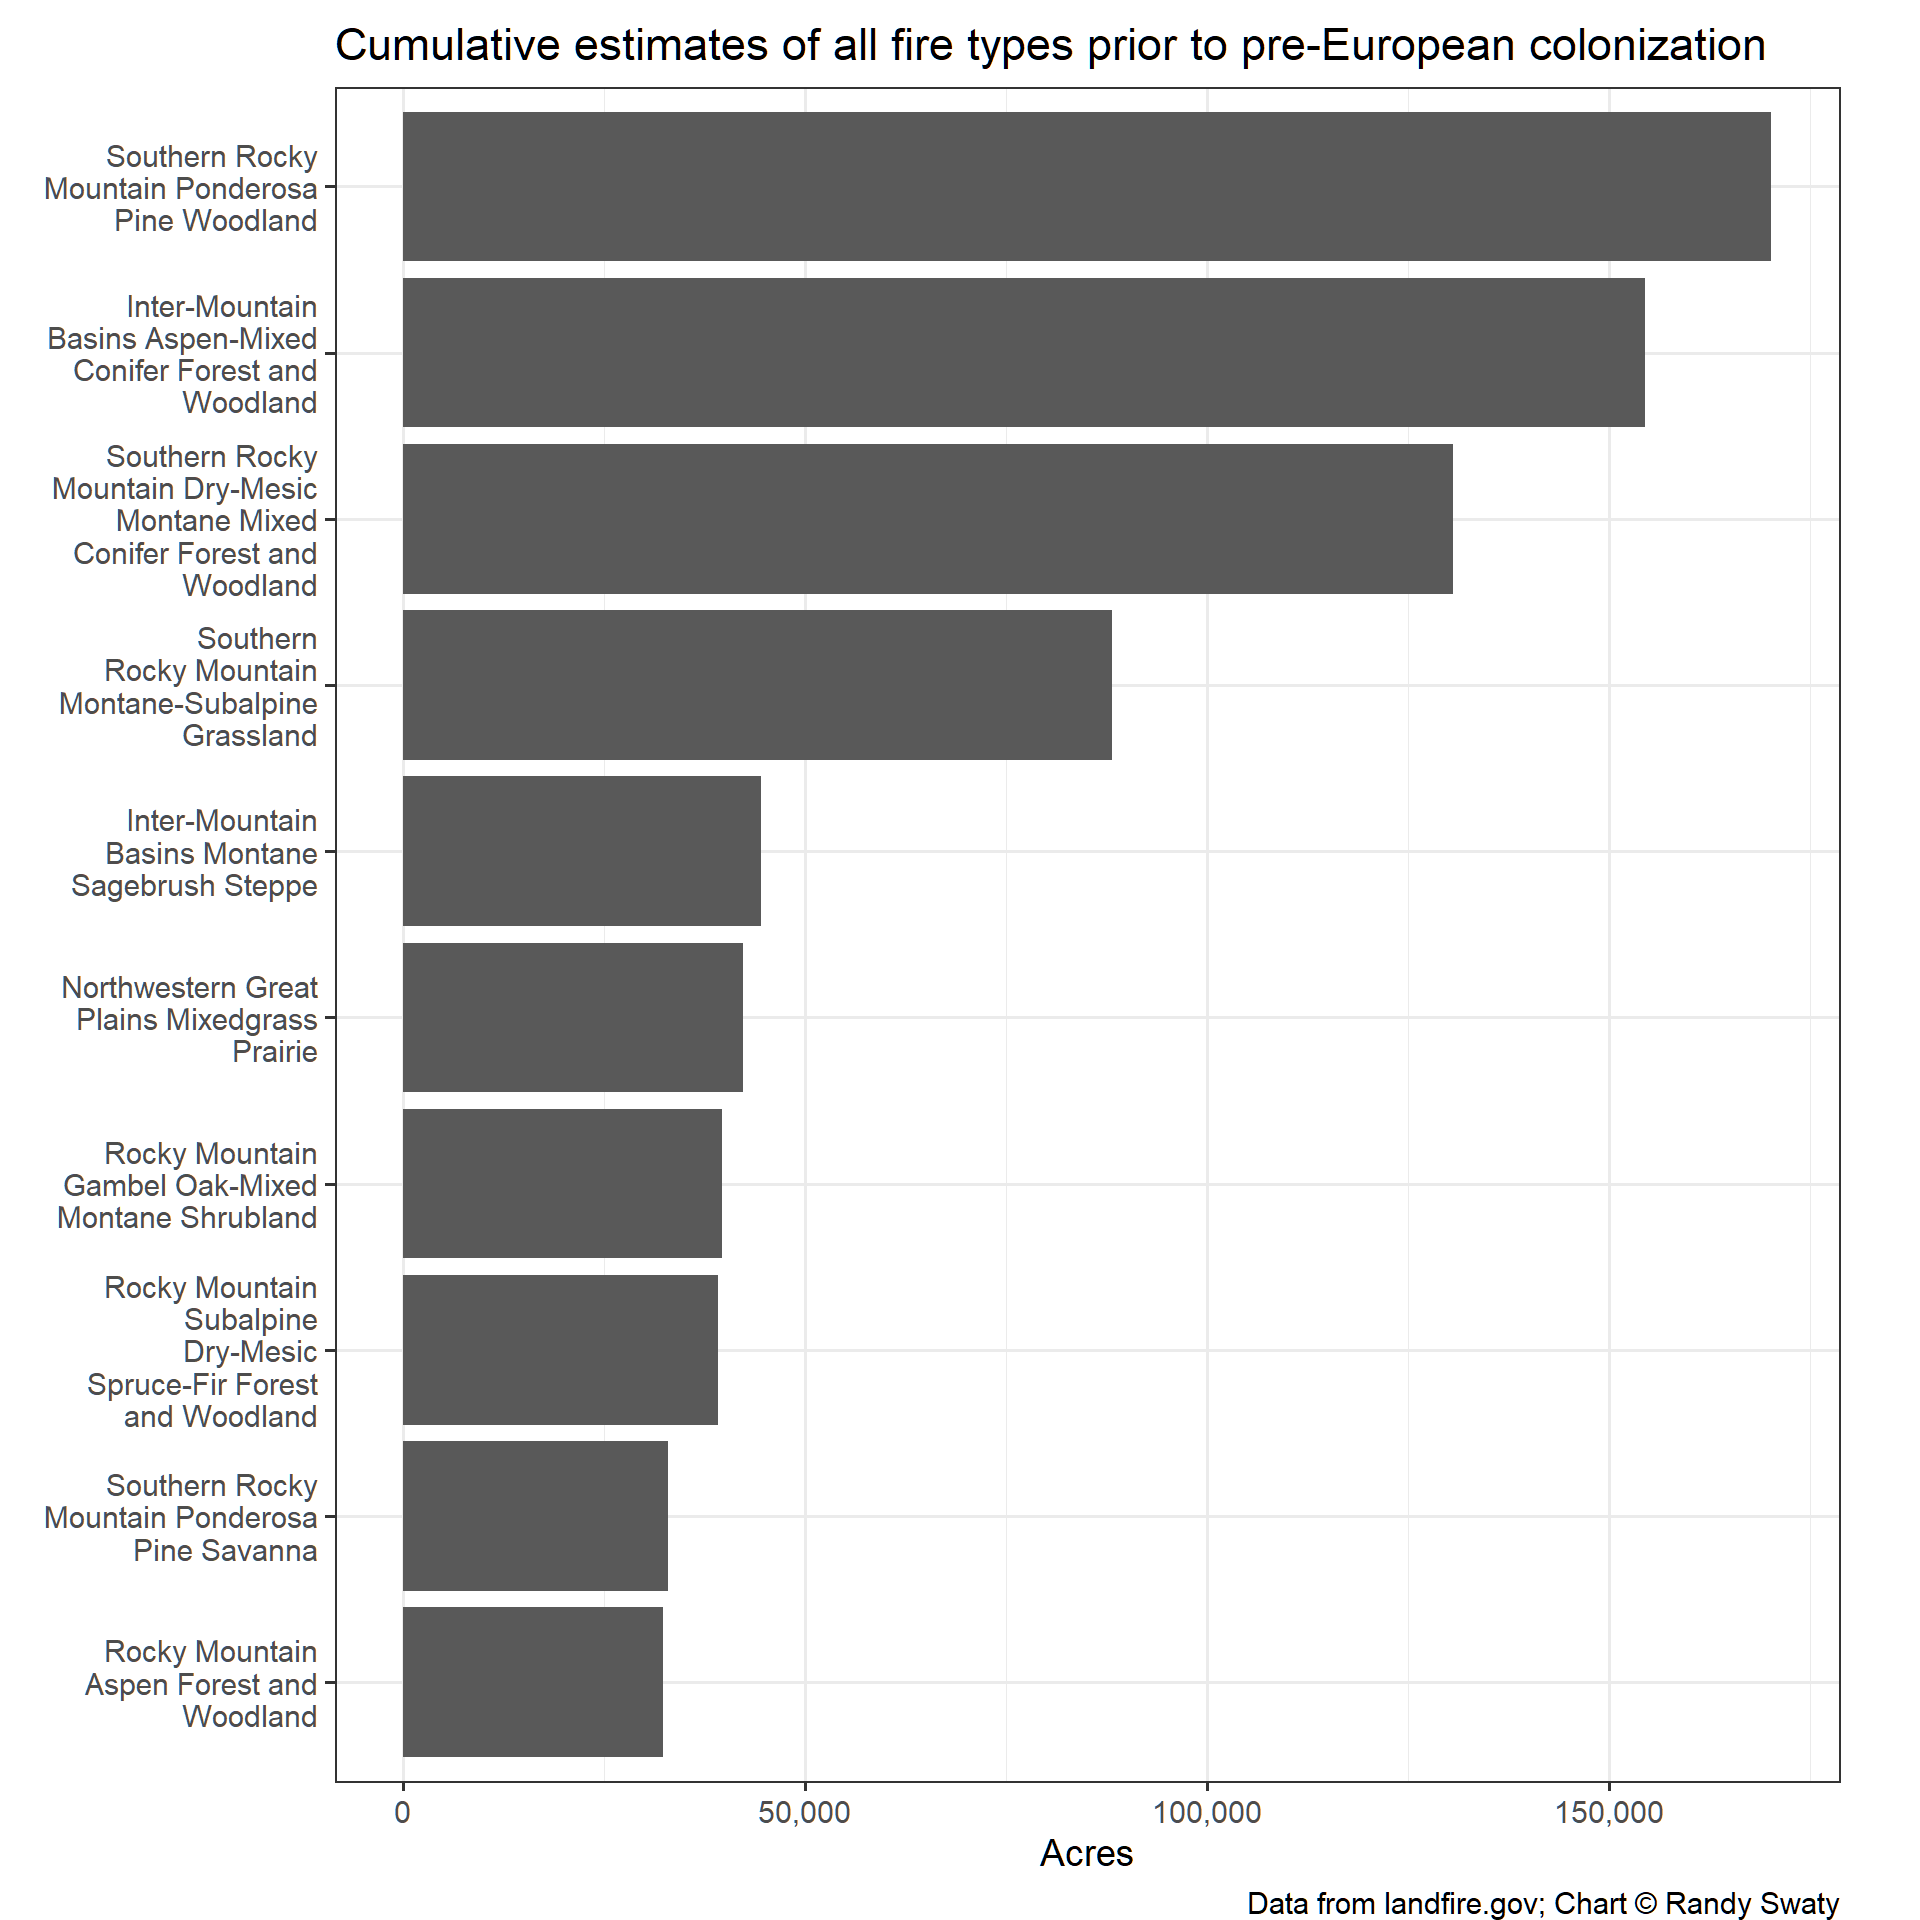 Cumulative estimates of all fire types prior to pre-European colonization
Southern Rocky
Mountain Ponderosa
Pine Woodland
Inter-Mountain
Basins Aspen-Mixed
Conifer Forest and
Woodland
Southern Rocky
Mountain Dry-Mesic
Montane Mixed
Conifer Forest and
Woodland
Southern
Rocky Mountain
Montane-Subalpine
Grassland
Inter-Mountain
Basins Montane
Sagebrush Steppe
Northwestern Great
Plains Mixedgrass
Prairie
Rocky Mountain
Gambel Oak-Mixed
Montane Shrubland
Rocky Mountain
Subalpine
Dry-Mesic
Spruce-Fir Forest
and Woodland
Southern Rocky
Mountain Ponderosa
Pine Savanna
Rocky Mountain
Aspen Forest and
Woodland
0 50,000 100,000 150,000
Acres
Data from landfire.gov; Chart © Randy Swaty